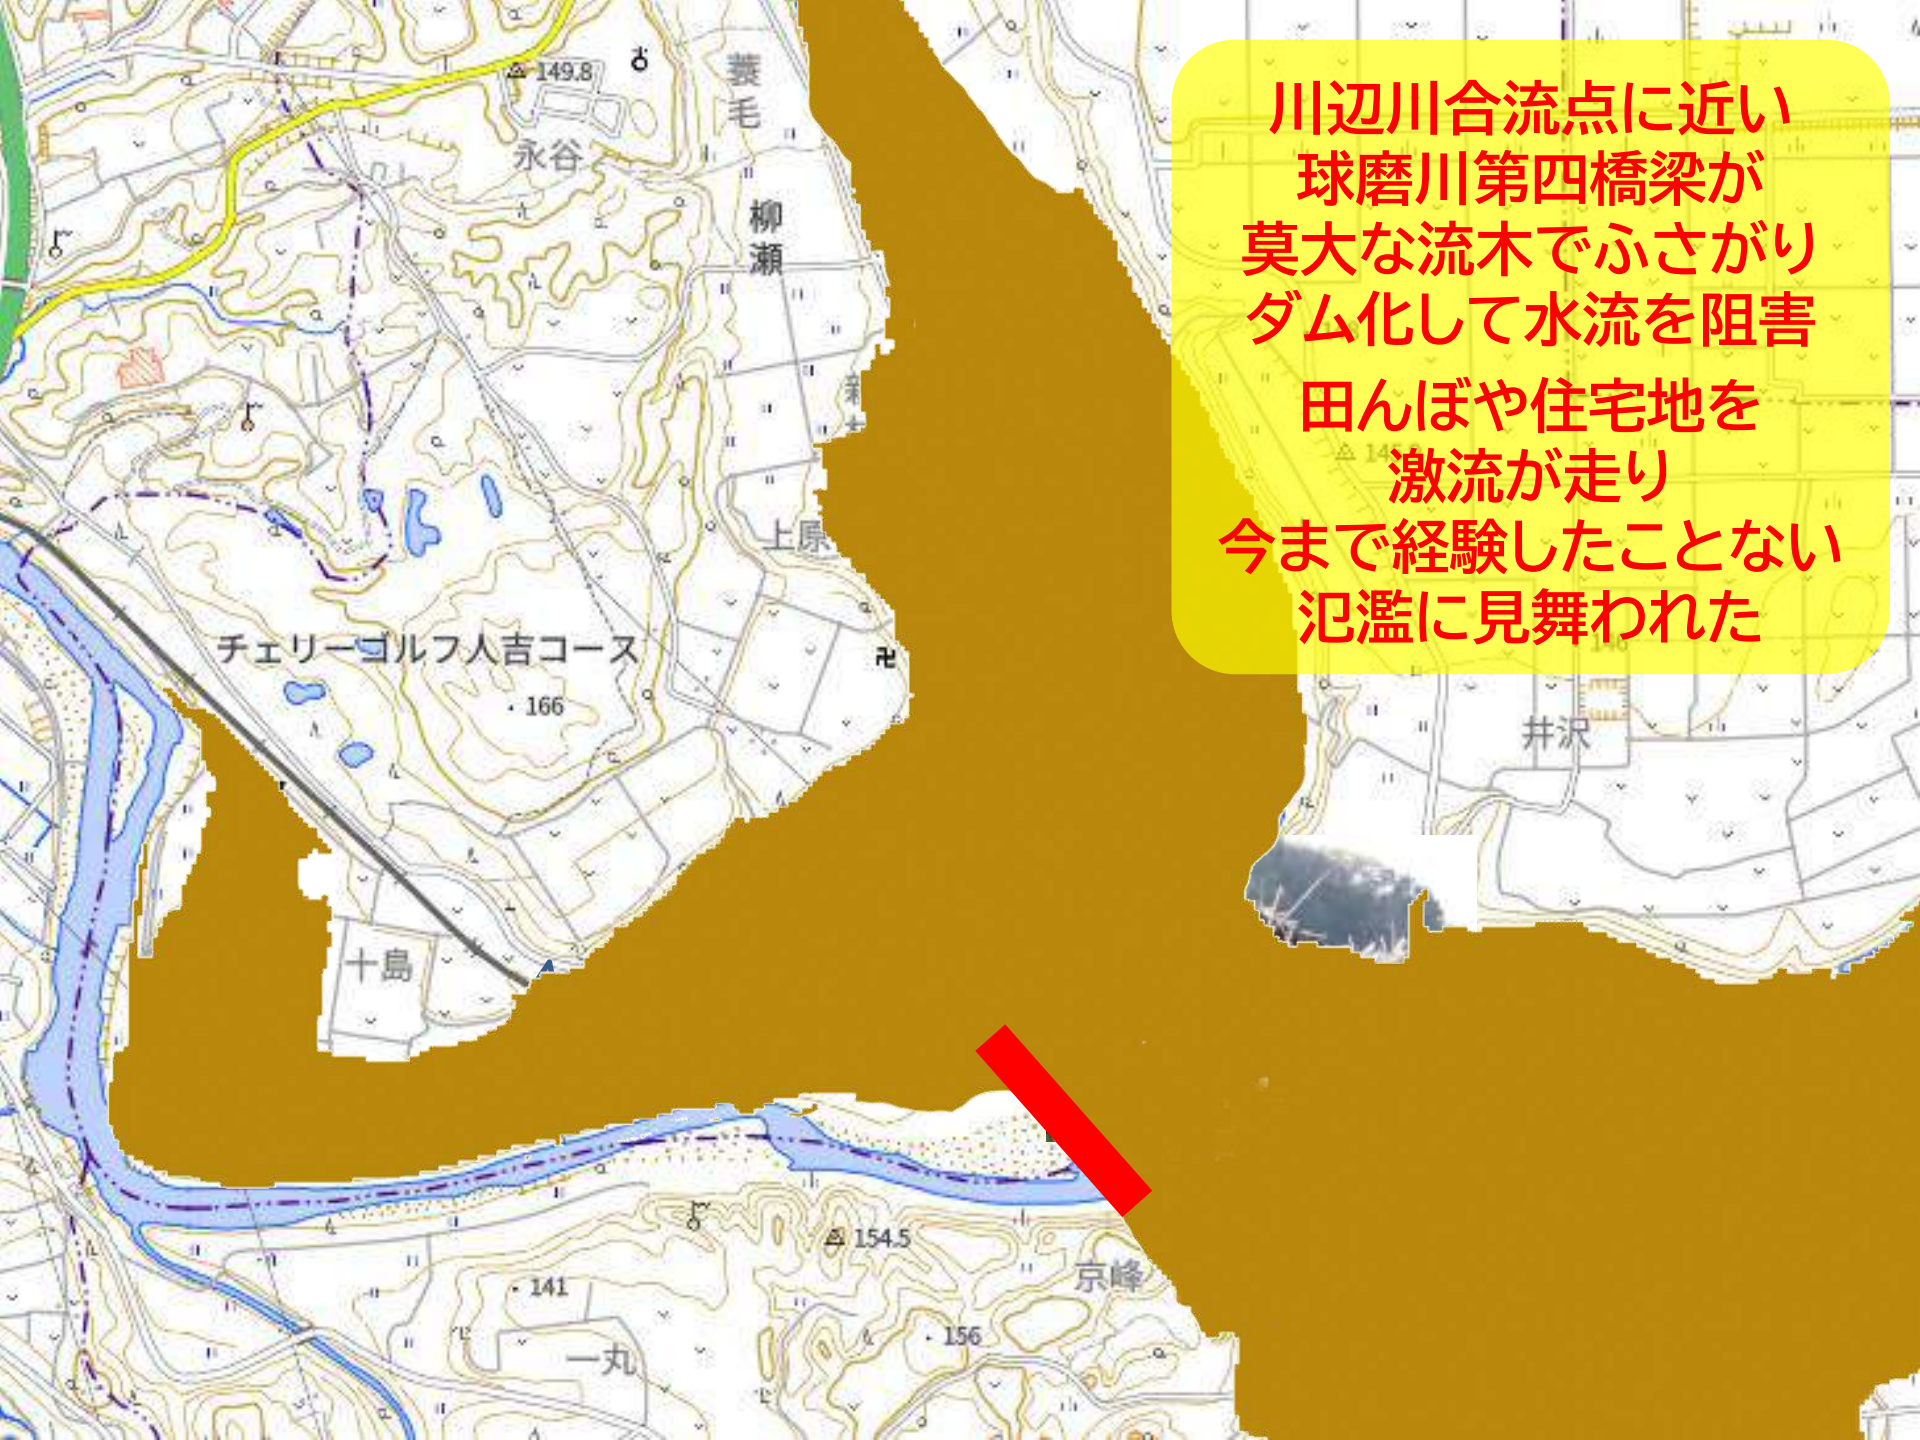 川辺川合流点に近い
球磨川第四橋梁が
莫大な流木でふさがり
ダム化して水流を阻害
田んぼや住宅地を
激流が走り
今まで経験したことない
氾濫に見舞われた
149.8
蓑毛
永谷
柳瀬
上原
チェリーゴルフ人吉コース
166
146
井沢
十島
154.5
141
京峰
156
一丸